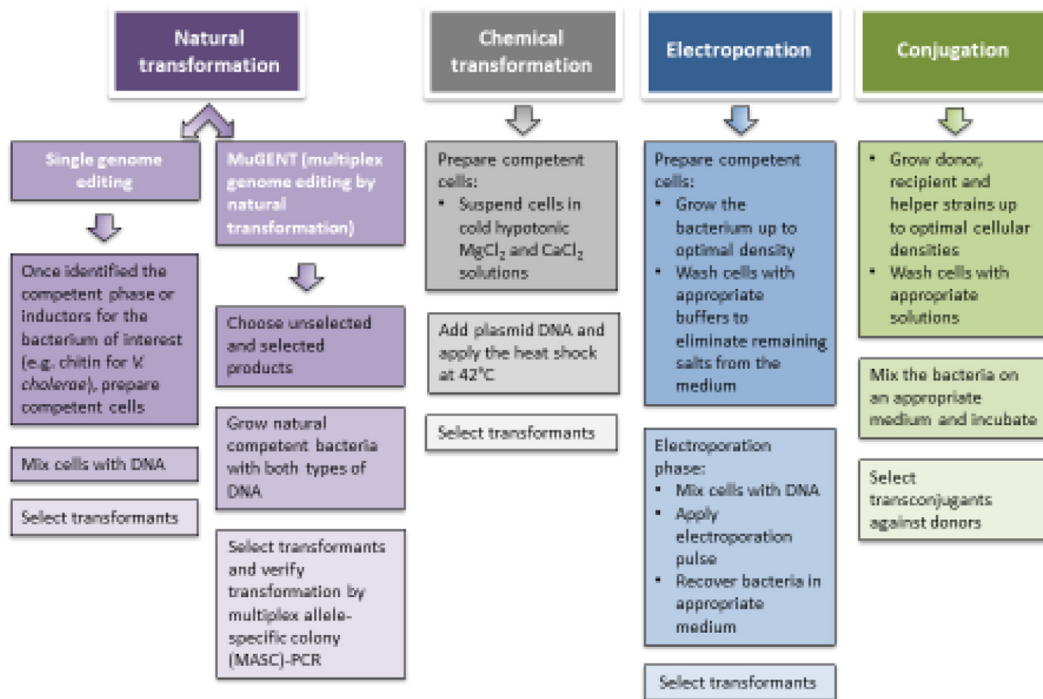 Natural
transformation
Single genome
editing
Once identified the
competent phase or
inductors for the
bacterium of interest
(e.g. chitin for V.
cholerae), prepare
competent cells
Mix cells with DNA
Select transformants
MuGENT (multiplex
genome editing by
natural
transformation)
Choose unselected
and selected
products
Grow natural
competent bacteria
with both types of
DNA
Select transformants
and verify
transformation by
multiplex allele-
specific colony
(MASC)-PCR
Chemical
transformation
Prepare competent
cells:
• Suspend cells in
cold hypotonic
MgCl₂ and CaCl₂
solutions
Add plasmid DNA and
apply the heat shock
at 42°C
Select transformants
Electroporation
Prepare competent
cells:
• Grow the
bacterium up to
optimal density
• Wash cells with
appropriate
buffers to
eliminate remaining
salts from the
medium
Electroporation
phase:
• Mix cells with DNA
• Apply
electroporation
pulse
• Recover bacteria in
appropriate
medium
Select transformants
Conjugation
• Grow donor,
recipient and
helper strains up
to optimal cellular
densities
• Wash cells with
appropriate
solutions
Mix the bacteria on
an appropriate
medium and incubate
Select
transconjugants
against donors